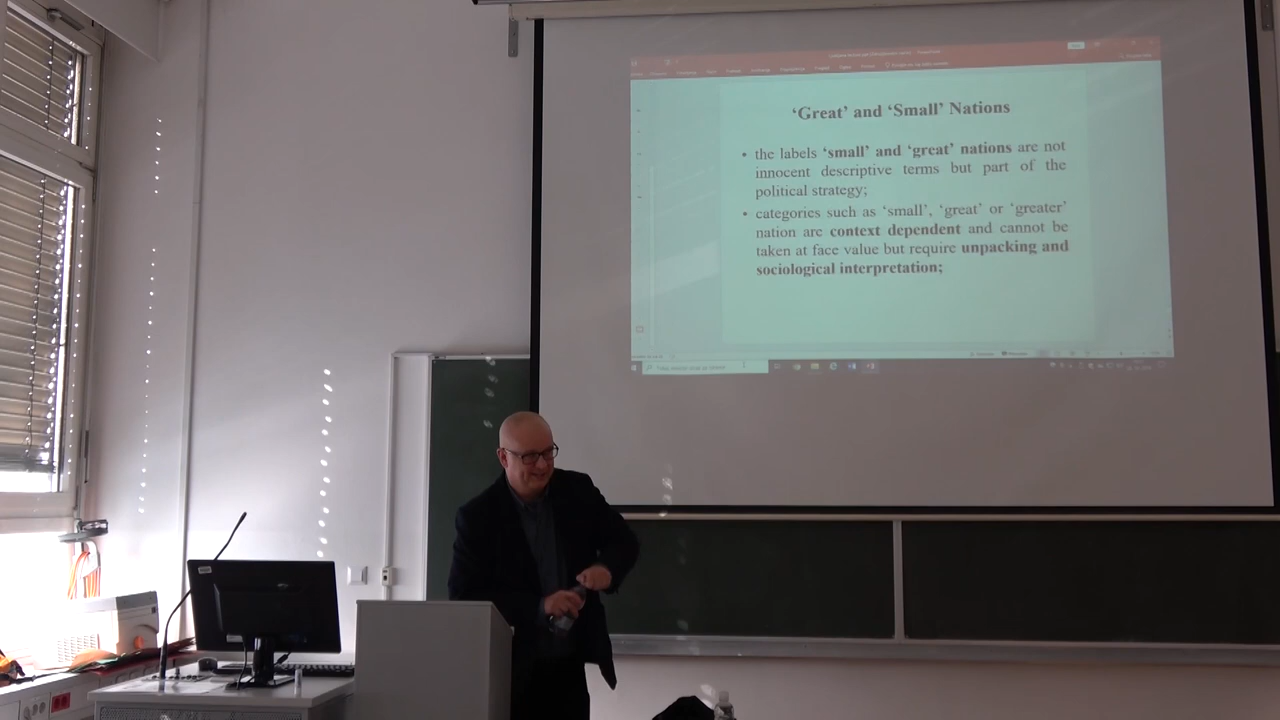 ‘Great’ and ‘Small’ Nations
• the labels ‘small’ and ‘great’ nations are not
innocent descriptive terms but part of the
political strategy;
• categories such as ‘small’, ‘great’ or ‘greater’
nation are context dependent and cannot be
taken at face value but require unpacking and
sociological interpretation;